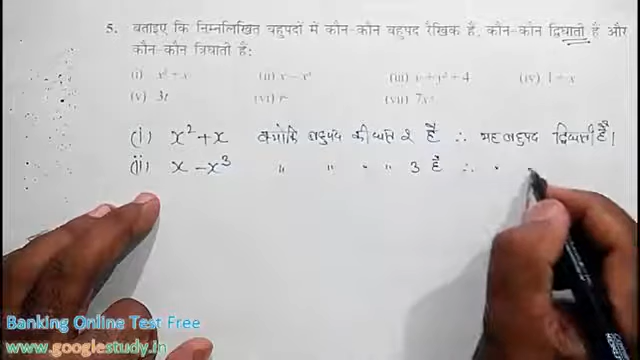 5. बताइए कि निम्नलिखित बहुपदों में कौन-कौन बहुपद रैखिक हैं, कौन-कौन द्विघाती हैं और
कौन-कौन त्रिघाती हैं:
(i) x² + x (ii) x − x³ (iii) y + y² + 4 (iv) 1 + x
(v) 3t (vi) r² (vii) 7x³
(i) x² + x क्योंकि बहुपद की घात 2 है ∴ यह बहुपद द्विघाती है।
(ii) x − x³ " " " " 3 है ∴ "
Banking Online Test Free
www.googlestudy.in